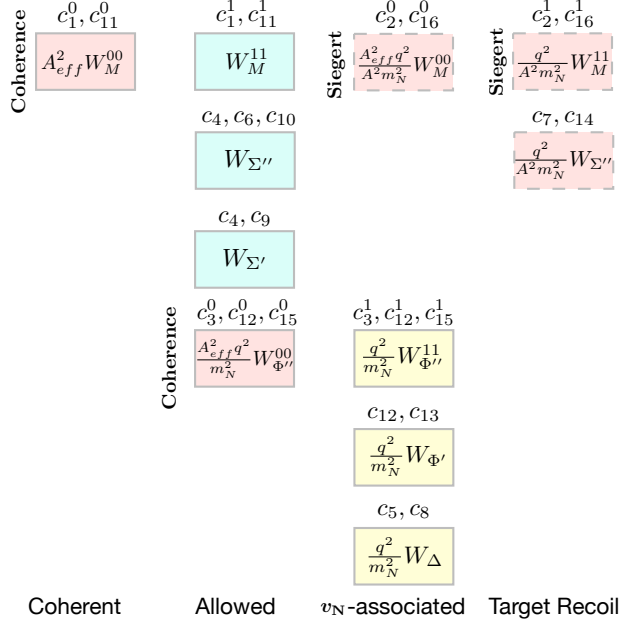 Coherence
$c_1^0, c_{11}^0$
$A_{eff}^2 W_M^{00}$
$c_1^1, c_{11}^1$
$W_M^{11}$
Siegert
$c_2^0, c_{16}^0$
$\frac{A_{eff}^2 q^2}{A^2 m_N^2} W_M^{00}$
Siegert
$c_2^1, c_{16}^1$
$\frac{q^2}{A^2 m_N^2} W_M^{11}$
$c_4, c_6, c_{10}$
$W_{\Sigma''}$
$c_7, c_{14}$
$\frac{q^2}{A^2 m_N^2} W_{\Sigma''}$
$c_4, c_9$
$W_{\Sigma'}$
Coherence
$c_3^0, c_{12}^0, c_{15}^0$
$\frac{A_{eff}^2 q^2}{m_N^2} W_{\Phi''}^{00}$
$c_3^1, c_{12}^1, c_{15}^1$
$\frac{q^2}{m_N^2} W_{\Phi''}^{11}$
$c_{12}, c_{13}$
$\frac{q^2}{m_N^2} W_{\Phi'}$
$c_5, c_8$
$\frac{q^2}{m_N^2} W_{\Delta}$
Coherent Allowed $v_N$-associated Target Recoil